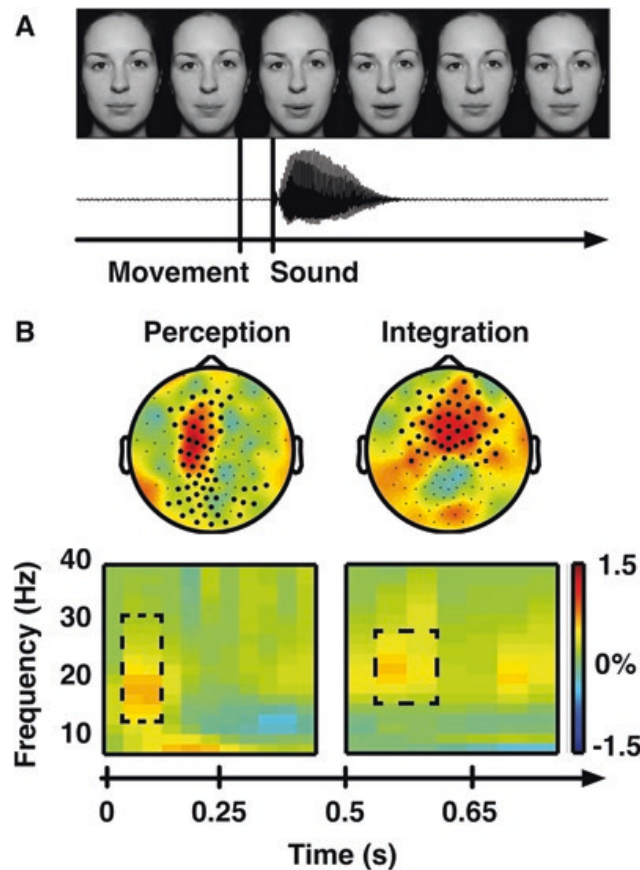 A
Movement Sound
B
Perception Integration
40
30
20
10
Frequency (Hz)
1.5
0%
-1.5
0 0.25 0.5 0.65
Time (s)